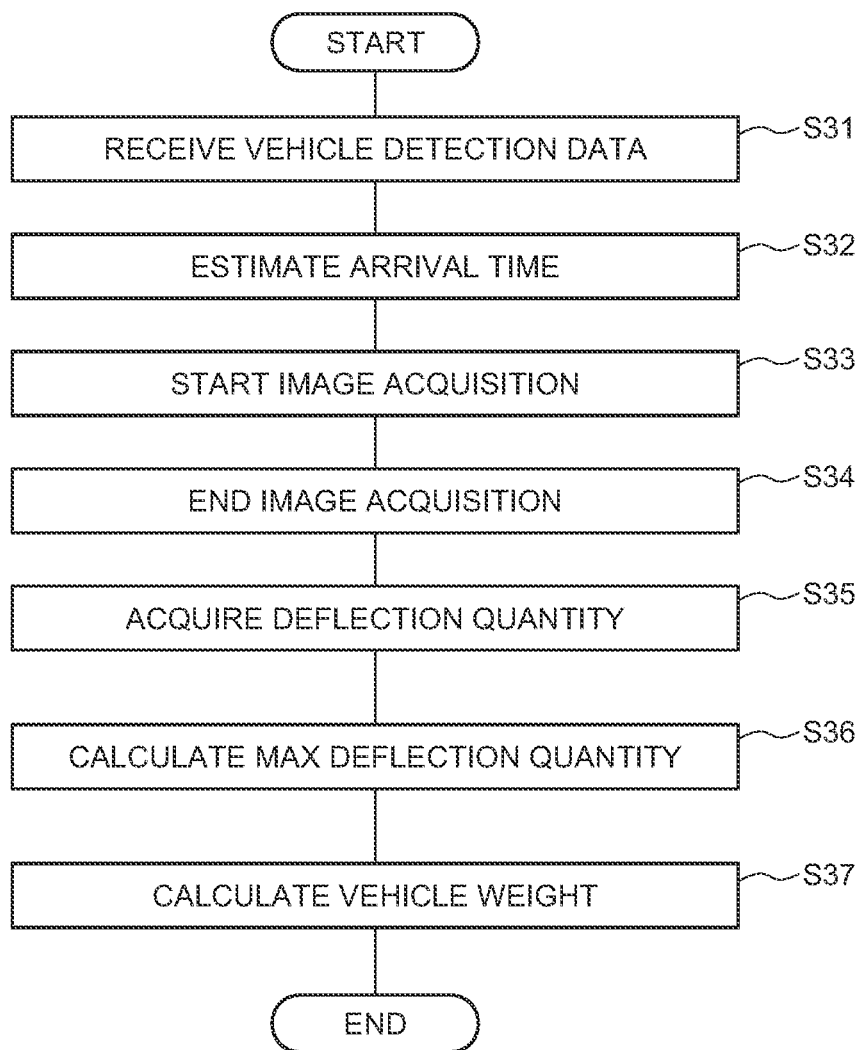 START
RECEIVE VEHICLE DETECTION DATA
S31
ESTIMATE ARRIVAL TIME
S32
START IMAGE ACQUISITION
S33
END IMAGE ACQUISITION
S34
ACQUIRE DEFLECTION QUANTITY
S35
CALCULATE MAX DEFLECTION QUANTITY
S36
CALCULATE VEHICLE WEIGHT
S37
END